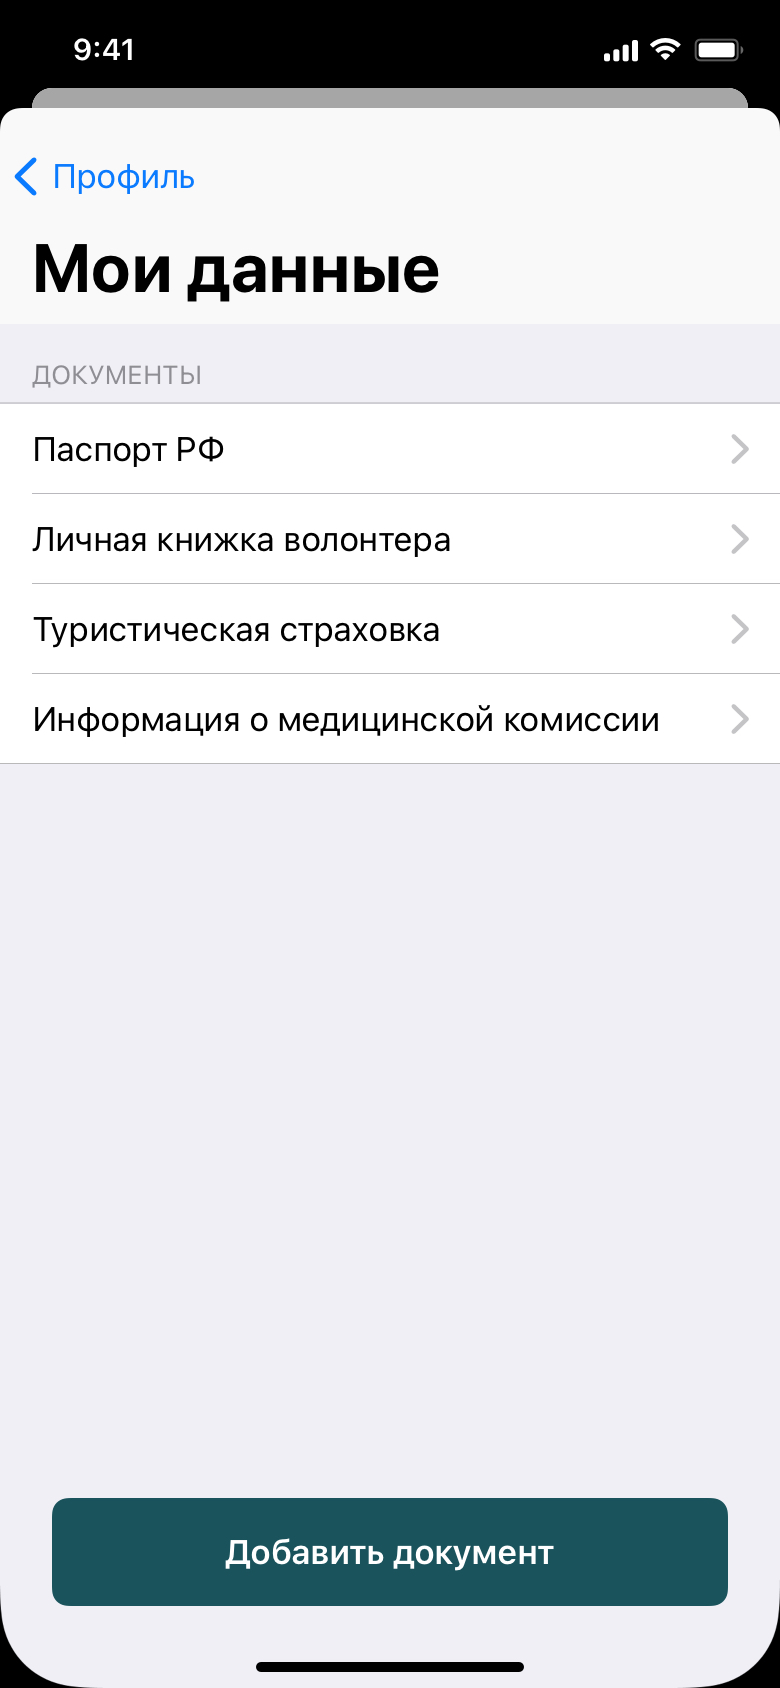 9:41
Профиль
Мои данные
ДОКУМЕНТЫ
Паспорт РФ
Личная книжка волонтера
Туристическая страховка
Информация о медицинской комиссии
Добавить документ